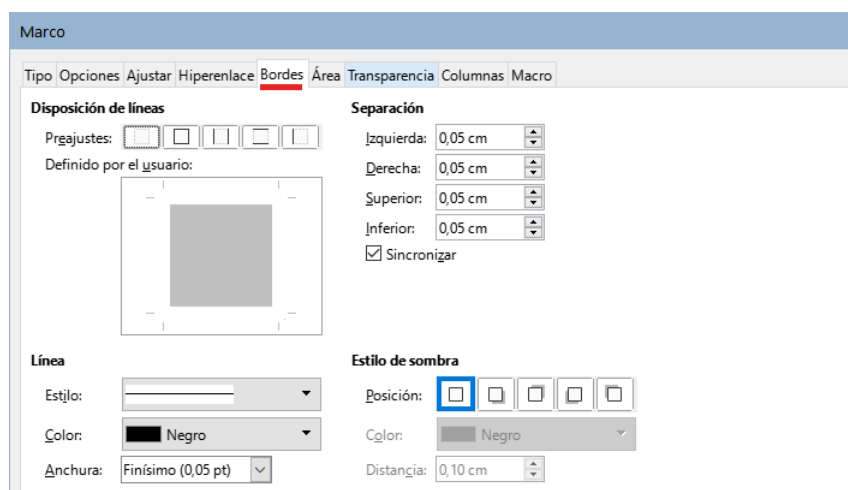 Marco
Tipo Opciones Ajustar Hiperenlace Bordes Área Transparencia Columnas Macro
Disposición de líneas
Preajustes:
Definido por el usuario:
Separación
Izquierda: 0,05 cm
Derecha: 0,05 cm
Superior: 0,05 cm
Inferior: 0,05 cm
Sincronizar
Línea
Estilo:
Color: Negro
Anchura: Finísimo (0,05 pt)
Estilo de sombra
Posición:
Color: Negro
Distancia: 0,10 cm